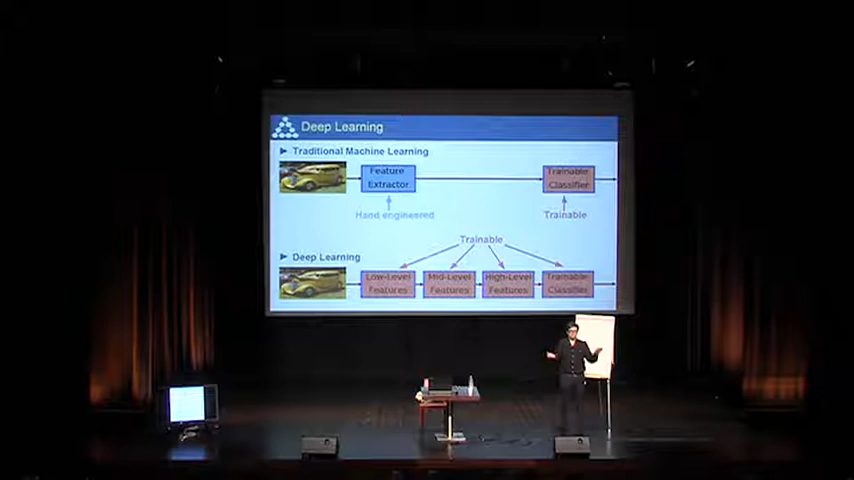 Deep Learning
► Traditional Machine Learning
Feature
Extractor
Trainable
Classifier
Hand engineered
Trainable
Trainable
► Deep Learning
Low-Level
Features
Mid-Level
Features
High-Level
Features
Trainable
Classifier